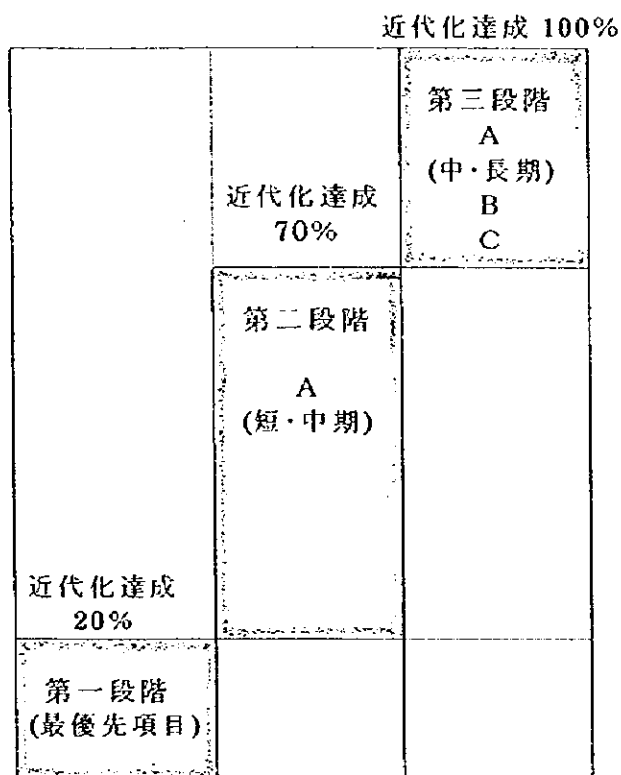 近代化達成 100%
第三段階
A
(中・長期)
B
C
近代化達成
70%
第二段階
A
(短・中期)
近代化達成
20%
第一段階
(最優先項目)